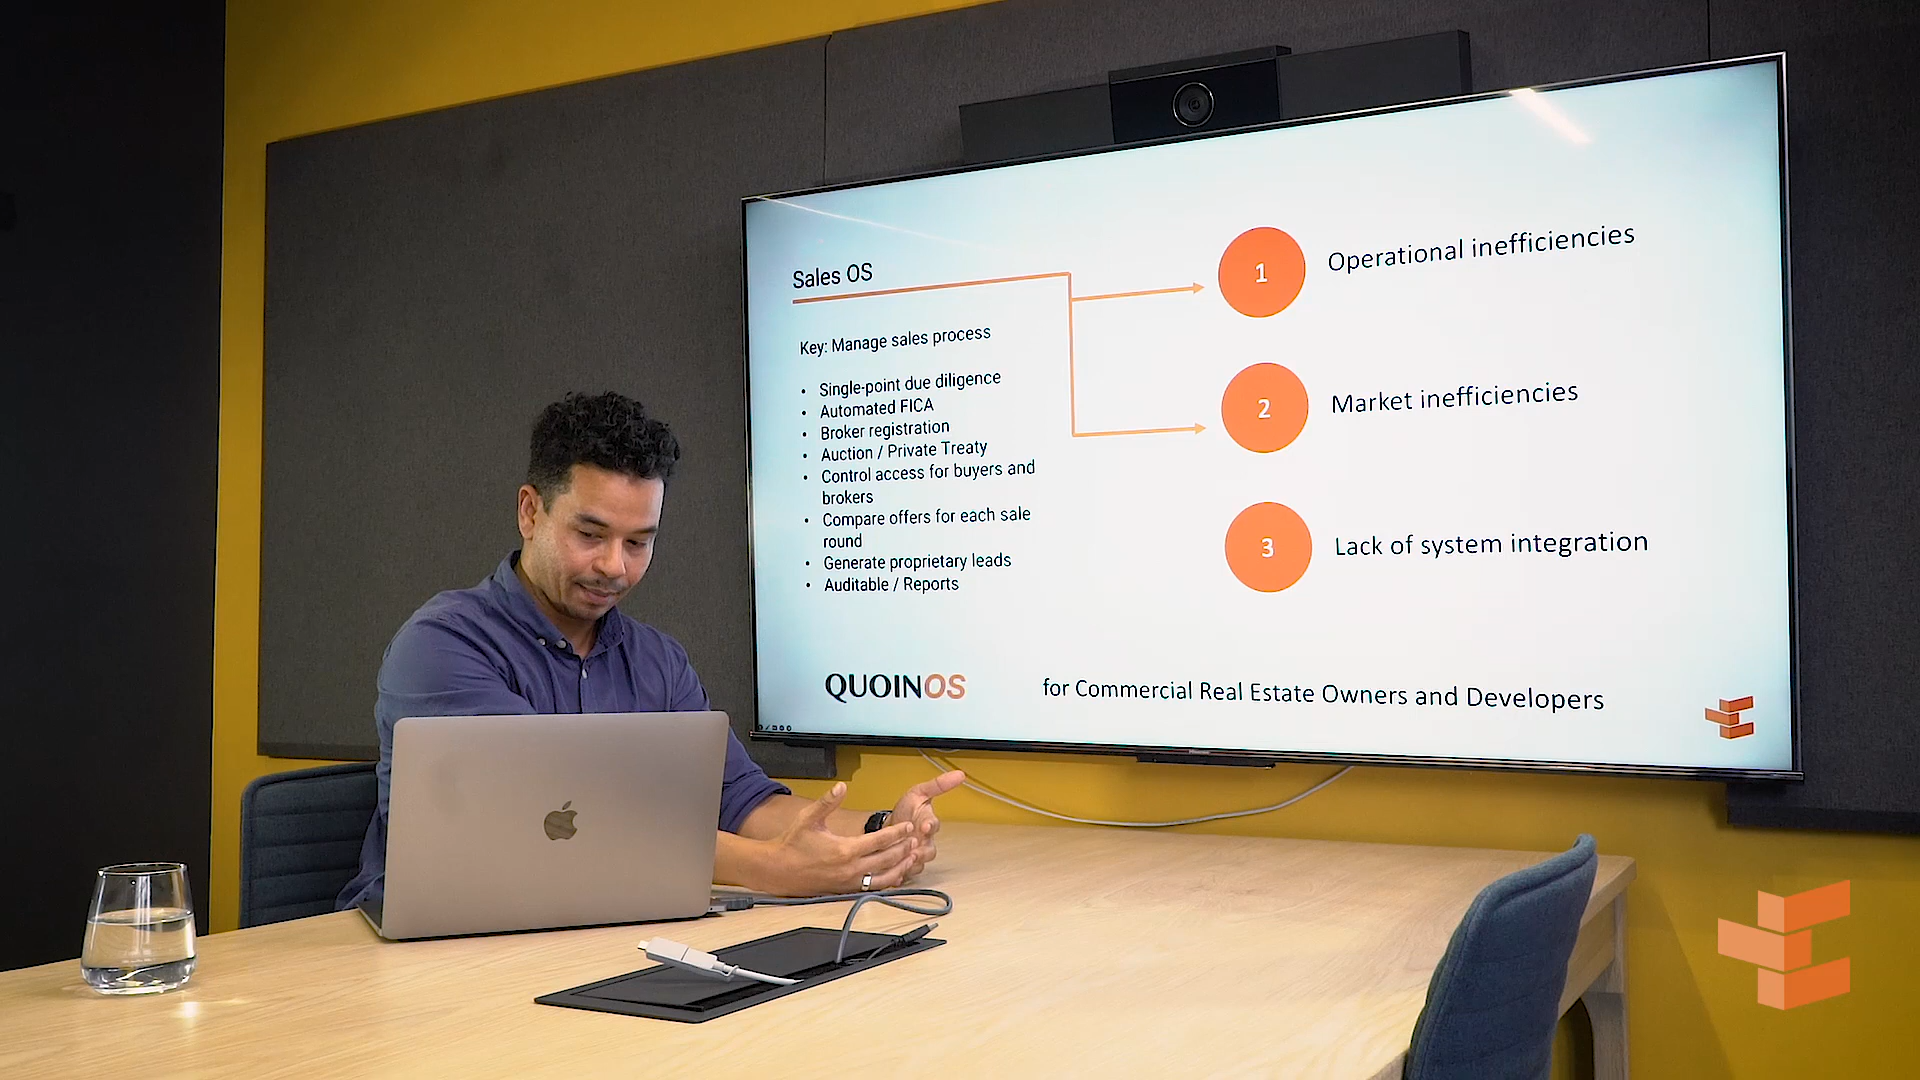 Sales OS
Key: Manage sales process
• Single-point due diligence
• Automated FICA
• Broker registration
• Auction / Private Treaty
• Control access for buyers and
brokers
• Compare offers for each sale
round
• Generate proprietary leads
• Auditable / Reports
1 Operational inefficiencies
2 Market inefficiencies
3 Lack of system integration
QUOINOS for Commercial Real Estate Owners and Developers